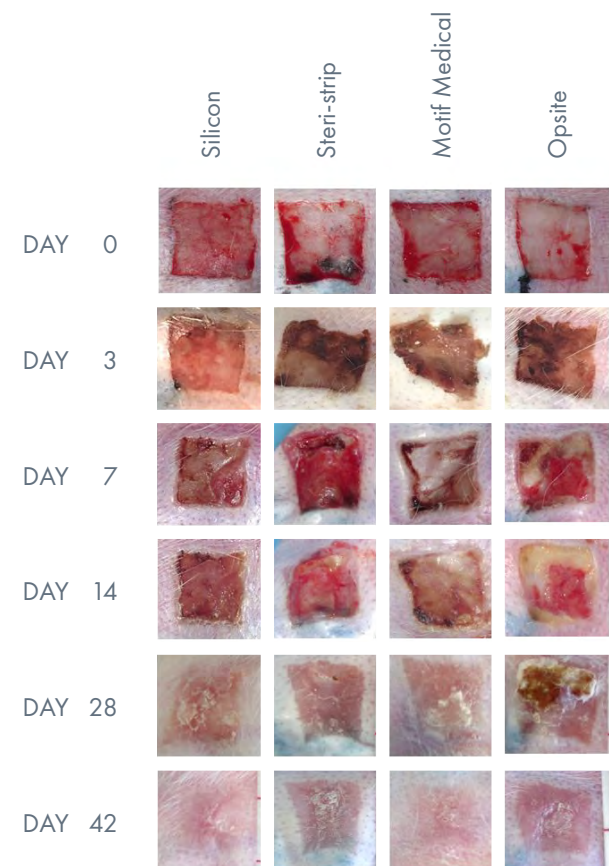 Silicon
Steri-strip
Motif Medical
Opsite
DAY 0
DAY 3
DAY 7
DAY 14
DAY 28
DAY 42